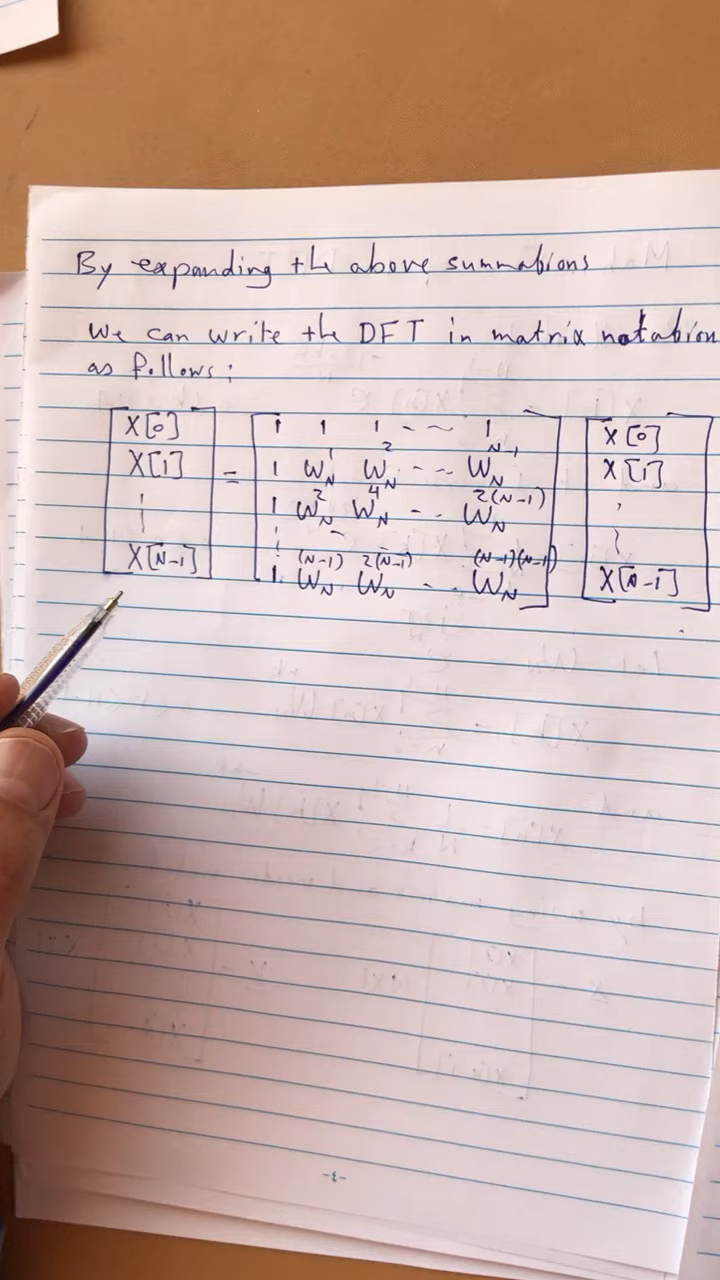 By expanding the above summations
We can write the DFT in matrix notation
as follows:
[X[0] X[1] ⋮ X[N-1]] = [1 1 1 -~~ 1; 1 W_N^1 W_N^2 --- W_N^{N-1}; 1 W_N^2 W_N^4 -.. W_N^{2(N-1)}; ⋮; 1 W_N^{(N-1)} W_N^{2(N-1)} -.. W_N^{(N-1)(N-1)}] [X[0] X[1] ⋮ X[N-1]]
-٤-